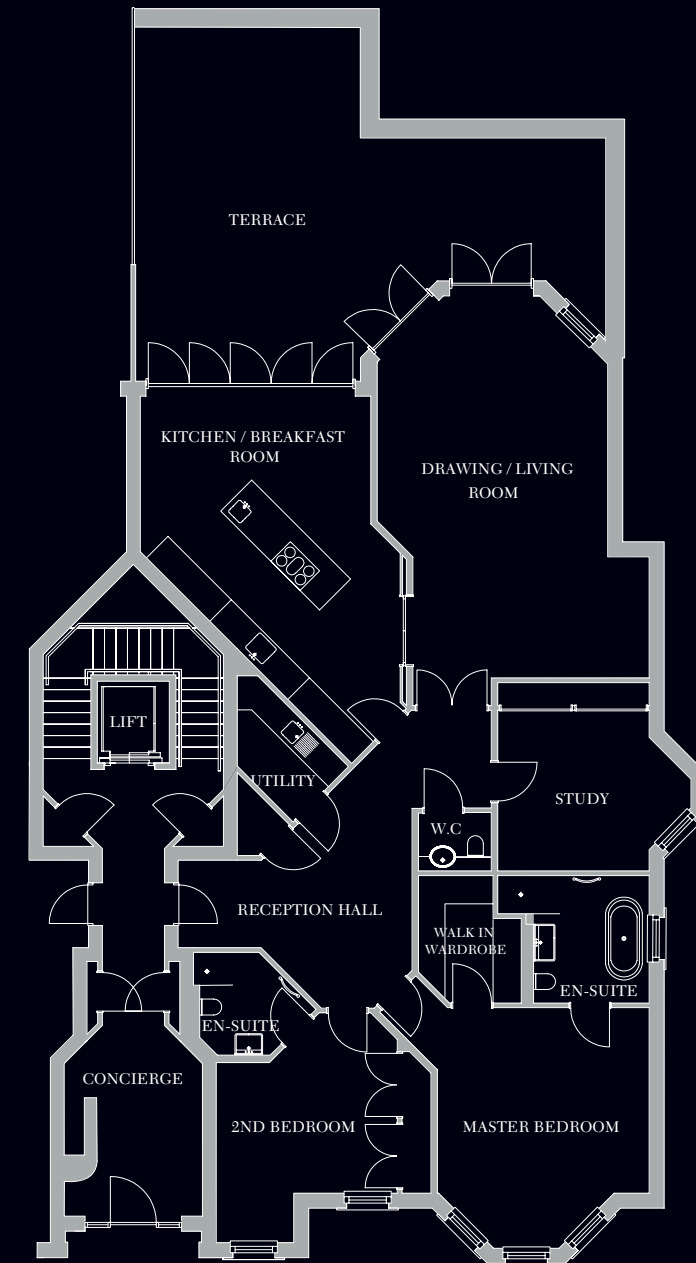 TERRACE
KITCHEN / BREAKFAST
ROOM
DRAWING / LIVING
ROOM
LIFT
UTILITY
STUDY
W.C
RECEPTION HALL
WALK IN
WARDROBE
EN-SUITE
EN-SUITE
CONCIERGE
2ND BEDROOM
MASTER BEDROOM